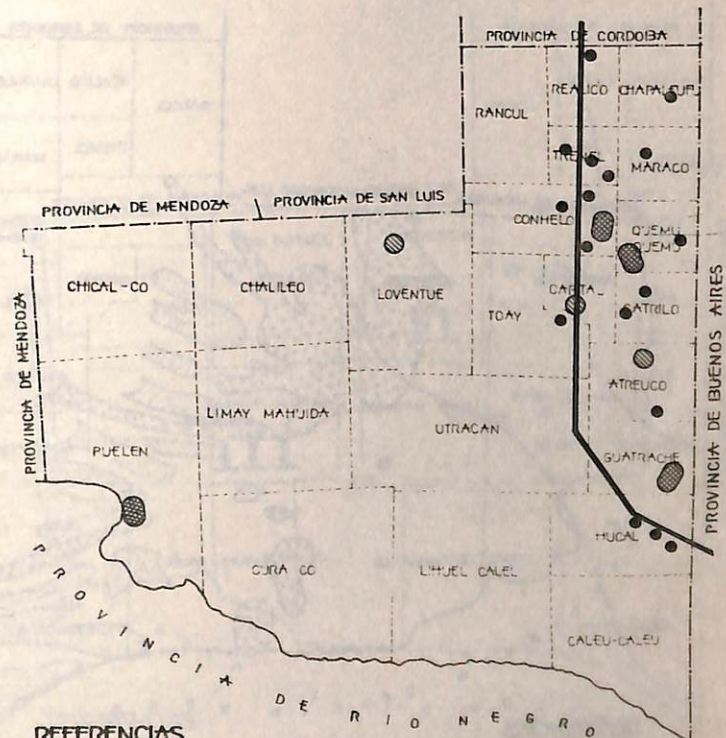 PROVINCIA DE CORDOBA
REALICO
CHAPALEUFU
RANCUL
TRENEL
MARACO
PROVINCIA DE MENDOZA
PROVINCIA DE SAN LUIS
CONHELO
QUEMU
QUEMU
CHICAL-CO
CHALILEO
LOVENTUE
TOAY
CAPITAL
CATRILO
PROVINCIA DE MENDOZA
PROVINCIA DE BUENOS AIRES
ATREUCO
LIMAY MAHUIDA
UTRACAN
PUELEN
GUATRACHE
HUCAL
CURA CO
LIHUEL CALEL
CALEU-CALEU
PROVINCIA DE RIO NEGRO
REFERENCIAS